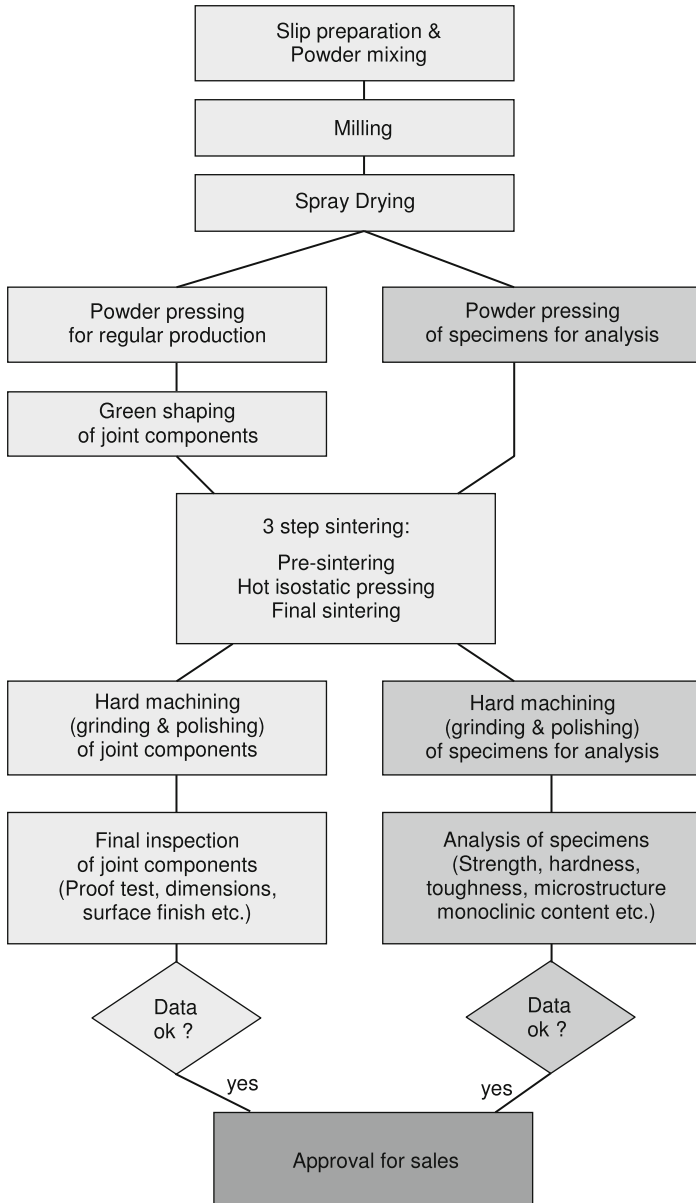 Slip preparation &
Powder mixing
Milling
Spray Drying
Powder pressing
for regular production
Powder pressing
of specimens for analysis
Green shaping
of joint components
3 step sintering:
Pre-sintering
Hot isostatic pressing
Final sintering
Hard machining
(grinding & polishing)
of joint components
Hard machining
(grinding & polishing)
of specimens for analysis
Final inspection
of joint components
(Proof test, dimensions,
surface finish etc.)
Analysis of specimens
(Strength, hardness,
toughness, microstructure
monoclinic content etc.)
Data
ok ?
Data
ok ?
yes
yes
Approval for sales